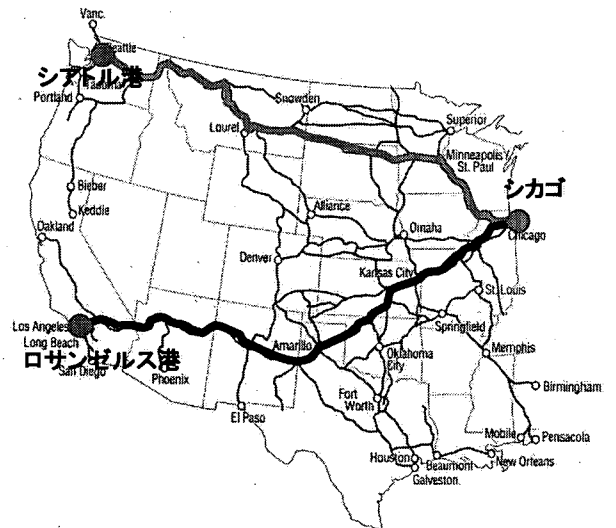 Vanc.
Seattle
シアトル港
Tacoma
Portland
Snowden
Superior
Laurel
Minneapolis
St. Paul
シカゴ
Chicago
Bieber
Keddie
Oakland
Alliance
Omaha
Denver
Kansas City
St. Louis
Los Angeles
Long Beach
ロサンゼルス港
San Diego
Phoenix
Amarillo
Springfield
Oklahoma
City
Memphis
El Paso
Fort
Worth
Birmingham
Mobile
Pensacola
Houston
Beaumont
New Orleans
Galveston